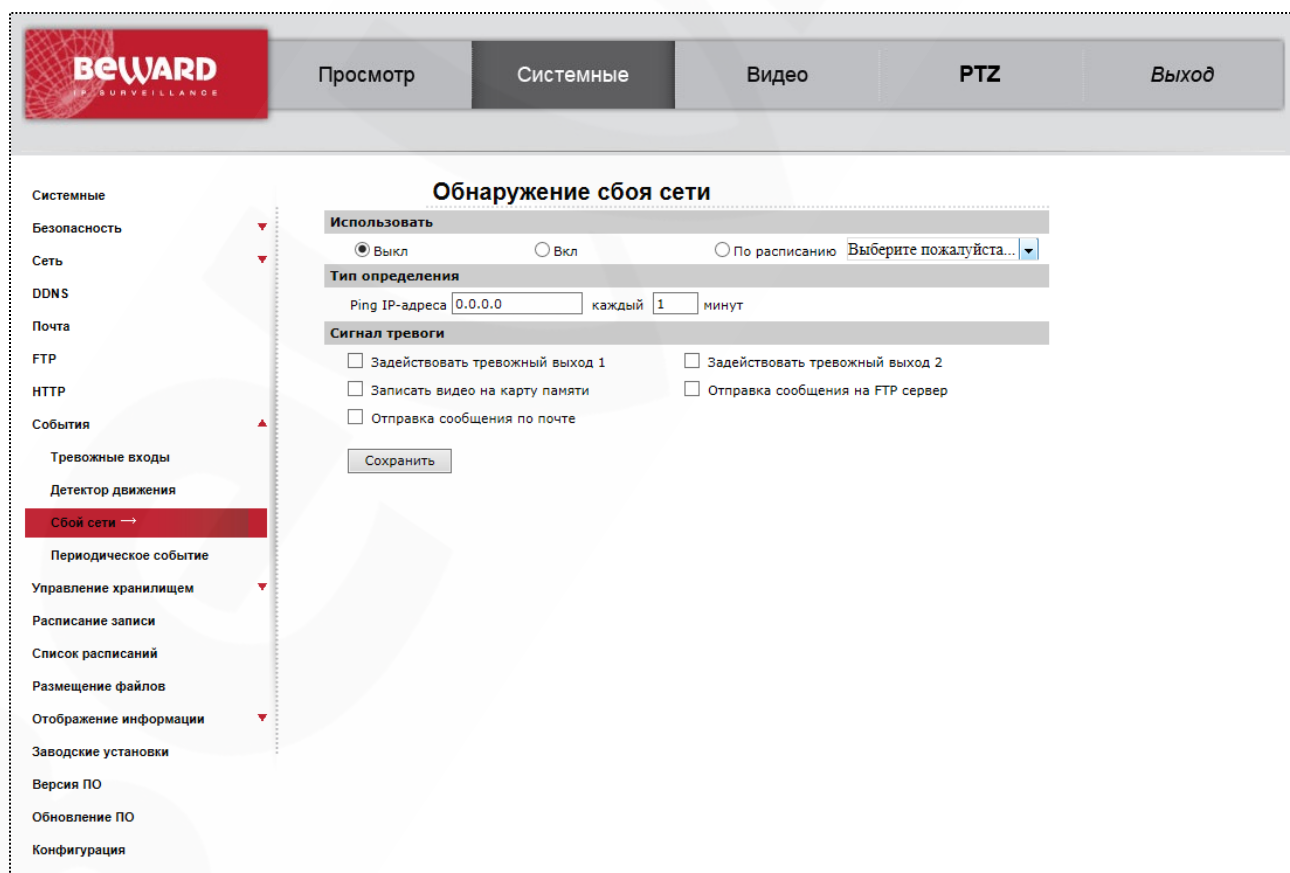 BEWARD
IP SURVEILLANCE
Просмотр
Системные
Видео
PTZ
Выход
Системные
Безопасность
Сеть
DDNS
Почта
FTP
HTTP
События
Тревожные входы
Детектор движения
Сбой сети →
Периодическое событие
Управление хранилищем
Расписание записи
Список расписаний
Размещение файлов
Отображение информации
Заводские установки
Версия ПО
Обновление ПО
Конфигурация
Обнаружение сбоя сети
Использовать
Выкл Вкл По расписанию Выберите пожалуйста...
Тип определения
Ping IP-адреса 0.0.0.0 каждый 1 минут
Сигнал тревоги
Задействовать тревожный выход 1 Задействовать тревожный выход 2
Записать видео на карту памяти Отправка сообщения на FTP сервер
Отправка сообщения по почте
Сохранить